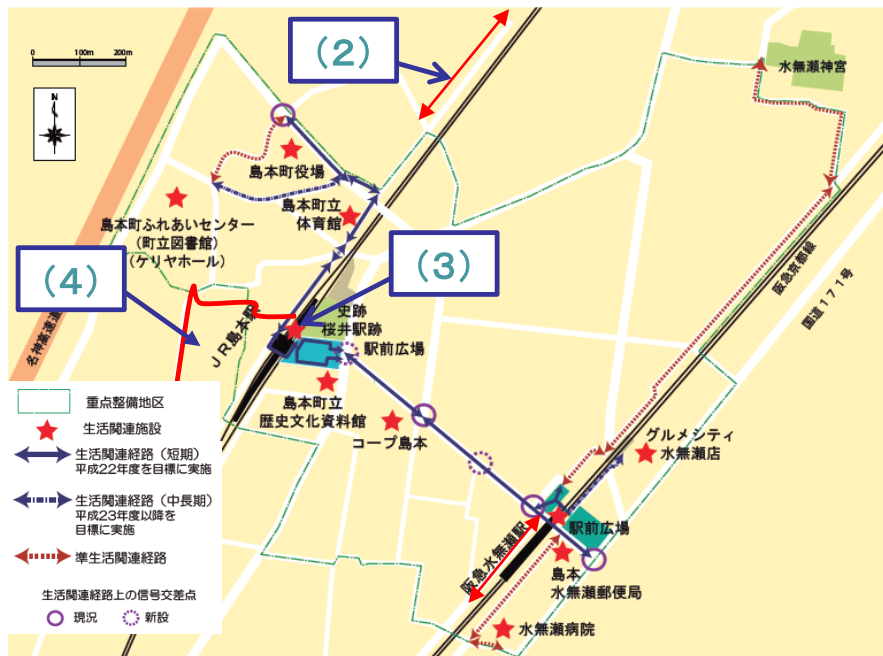 0 100m 200m
N
（2）
水無瀬神宮
島本町役場
島本町立
体育館
島本町ふれあいセンター
（町立図書館）
（ケリヤホール）
（4）
（3）
阪急京都線
国道１７１号
名神高速道
ＪＲ島本駅
史跡
桜井駅跡
駅前広場
島本町立
歴史文化資料館
コープ島本
グルメシティ
水無瀬店
阪急水無瀬駅
駅前広場
島本
水無瀬郵便局
水無瀬病院
重点整備地区
生活関連施設
生活関連経路（短期）
平成22年度を目標に実施
生活関連経路（中長期）
平成23年度以降を
目標に実施
準生活関連経路
生活関連経路上の信号交差点
現況 新設